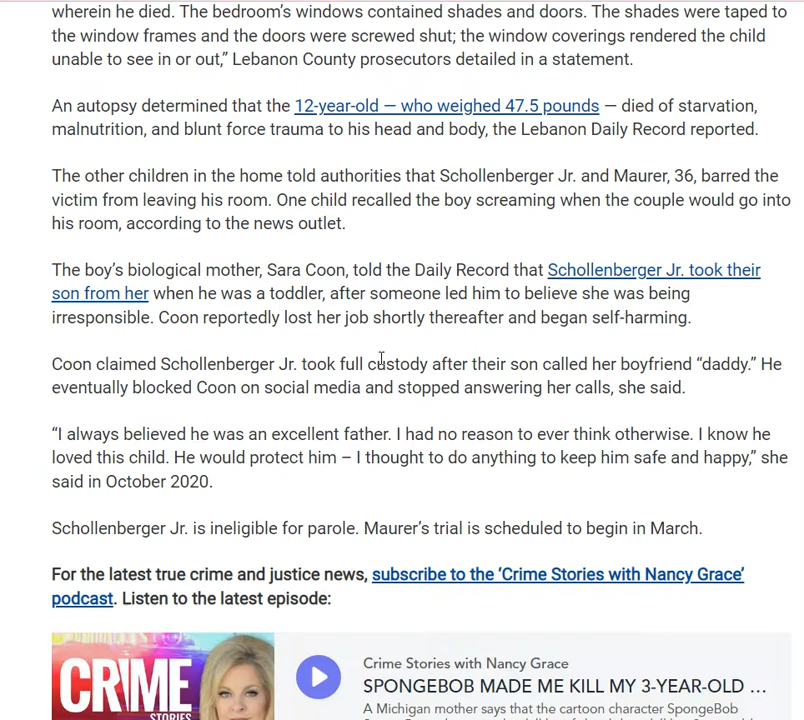 wherein he died. The bedroom’s windows contained shades and doors. The shades were taped to
the window frames and the doors were screwed shut; the window coverings rendered the child
unable to see in or out,” Lebanon County prosecutors detailed in a statement.
An autopsy determined that the 12-year-old — who weighed 47.5 pounds — died of starvation,
malnutrition, and blunt force trauma to his head and body, the Lebanon Daily Record reported.
The other children in the home told authorities that Schollenberger Jr. and Maurer, 36, barred the
victim from leaving his room. One child recalled the boy screaming when the couple would go into
his room, according to the news outlet.
The boy’s biological mother, Sara Coon, told the Daily Record that Schollenberger Jr. took their
son from her when he was a toddler, after someone led him to believe she was being
irresponsible. Coon reportedly lost her job shortly thereafter and began self-harming.
Coon claimed Schollenberger Jr. took full custody after their son called her boyfriend “daddy.” He
eventually blocked Coon on social media and stopped answering her calls, she said.
“I always believed he was an excellent father. I had no reason to ever think otherwise. I know he
loved this child. He would protect him – I thought to do anything to keep him safe and happy,” she
said in October 2020.
Schollenberger Jr. is ineligible for parole. Maurer’s trial is scheduled to begin in March.
For the latest true crime and justice news, subscribe to the ‘Crime Stories with Nancy Grace’
podcast. Listen to the latest episode:
CRIME
STORIES
Crime Stories with Nancy Grace
SPONGEBOB MADE ME KILL MY 3-YEAR-OLD ...
A Michigan mother says that the cartoon character SpongeBob